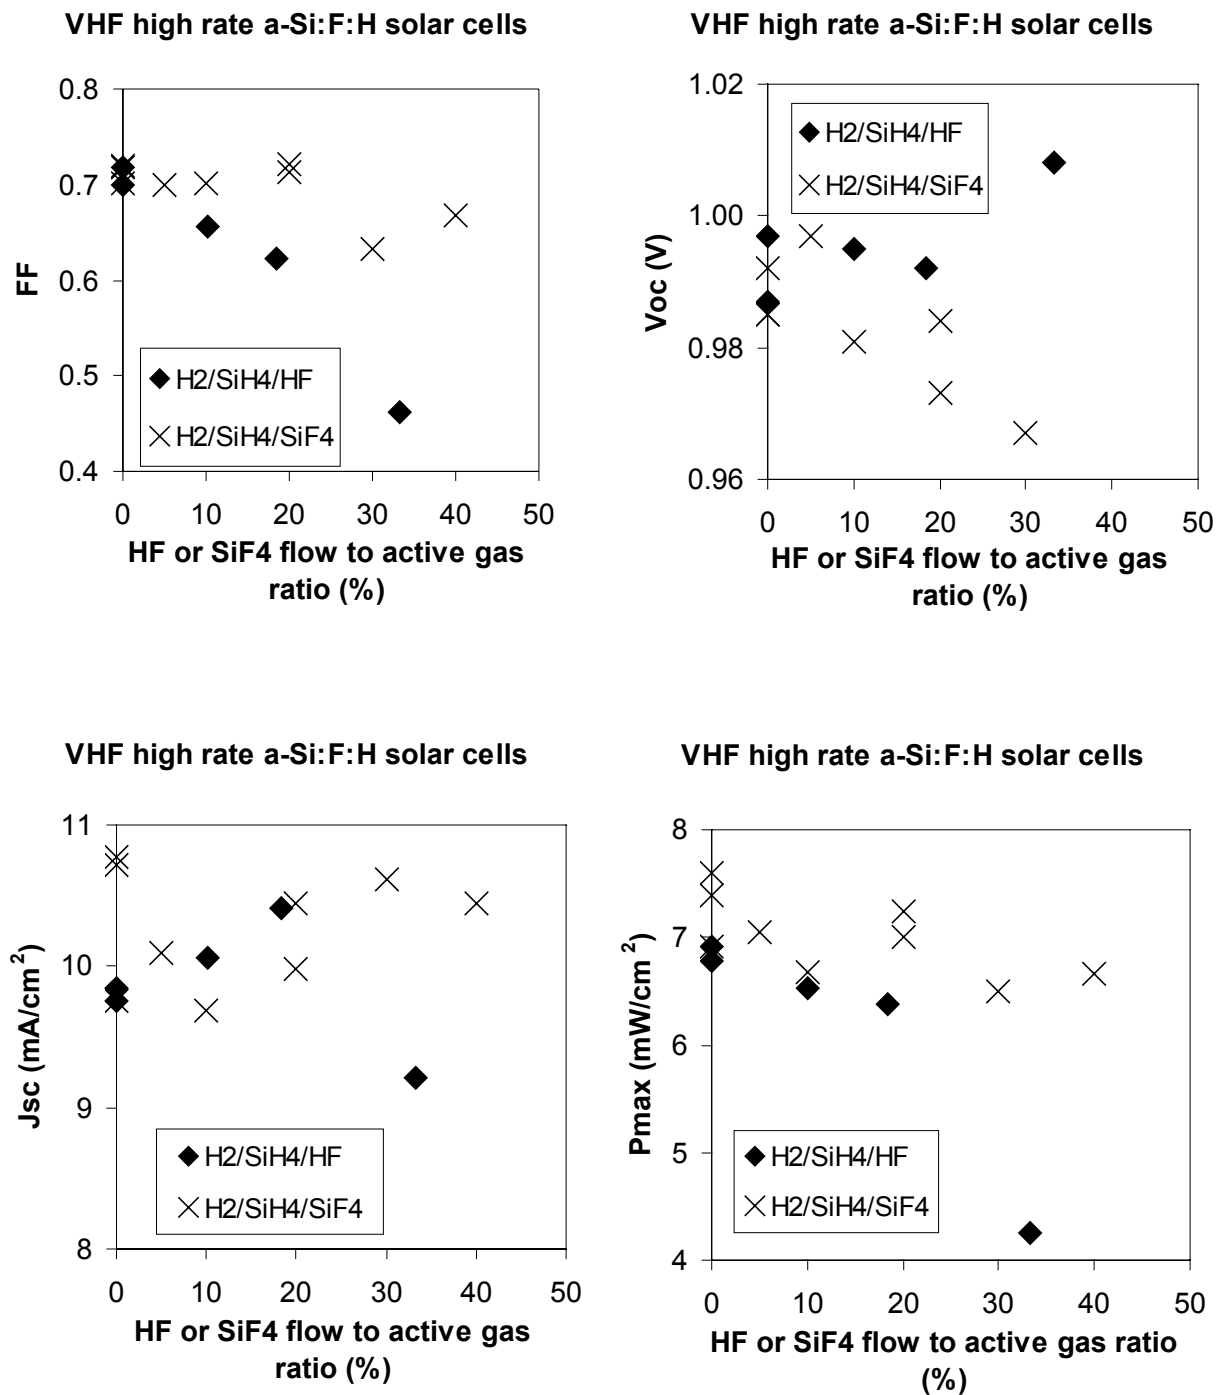 VHF high rate a-Si:F:H solar cells
0.8
0.7
0.6
0.5
0.4
FF
H2/SiH4/HF
H2/SiH4/SiF4
0 10 20 30 40 50
HF or SiF4 flow to active gas
ratio (%)
VHF high rate a-Si:F:H solar cells
1.02
1.00
0.98
0.96
Voc (V)
H2/SiH4/HF
H2/SiH4/SiF4
0 10 20 30 40 50
HF or SiF4 flow to active gas
ratio (%)
VHF high rate a-Si:F:H solar cells
11
10
9
8
Jsc (mA/cm²)
H2/SiH4/HF
H2/SiH4/SiF4
0 10 20 30 40 50
HF or SiF4 flow to active gas
ratio (%)
VHF high rate a-Si:F:H solar cells
8
7
6
5
4
Pmax (mW/cm²)
H2/SiH4/HF
H2/SiH4/SiF4
0 10 20 30 40 50
HF or SiF4 flow to active gas ratio
(%)